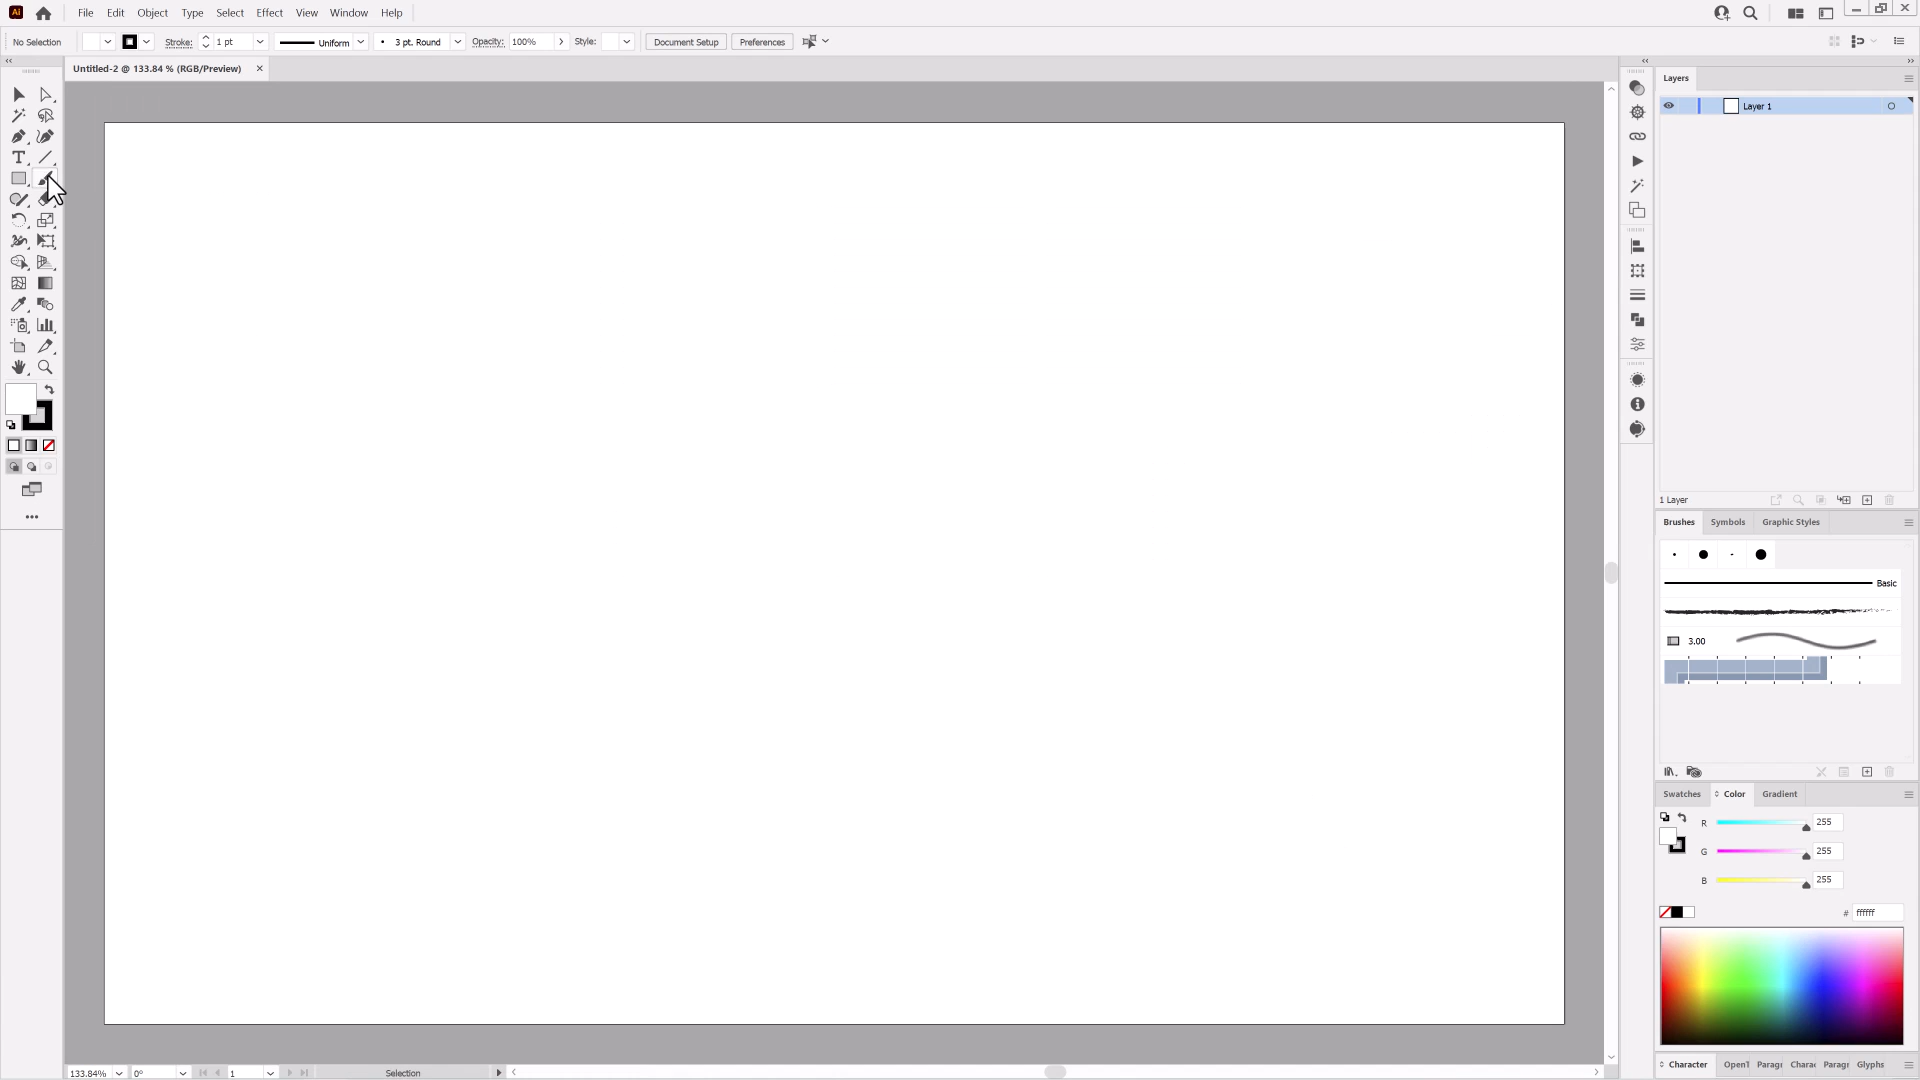 Ai File Edit Object Type Select Effect View Window Help
No Selection Stroke: 1 pt Uniform 3 pt. Round Opacity: 100% Style: Document Setup Preferences
Untitled-2 @ 133.84 % (RGB/Preview)
Layers
Layer 1
1 Layer
Brushes Symbols Graphic Styles
Basic
3.00
Swatches Color Gradient
R 255
G 255
B 255
# ffffff
Character OpenT Paragr Charac Paragr Glyphs
133.84% 0° 1 Selection